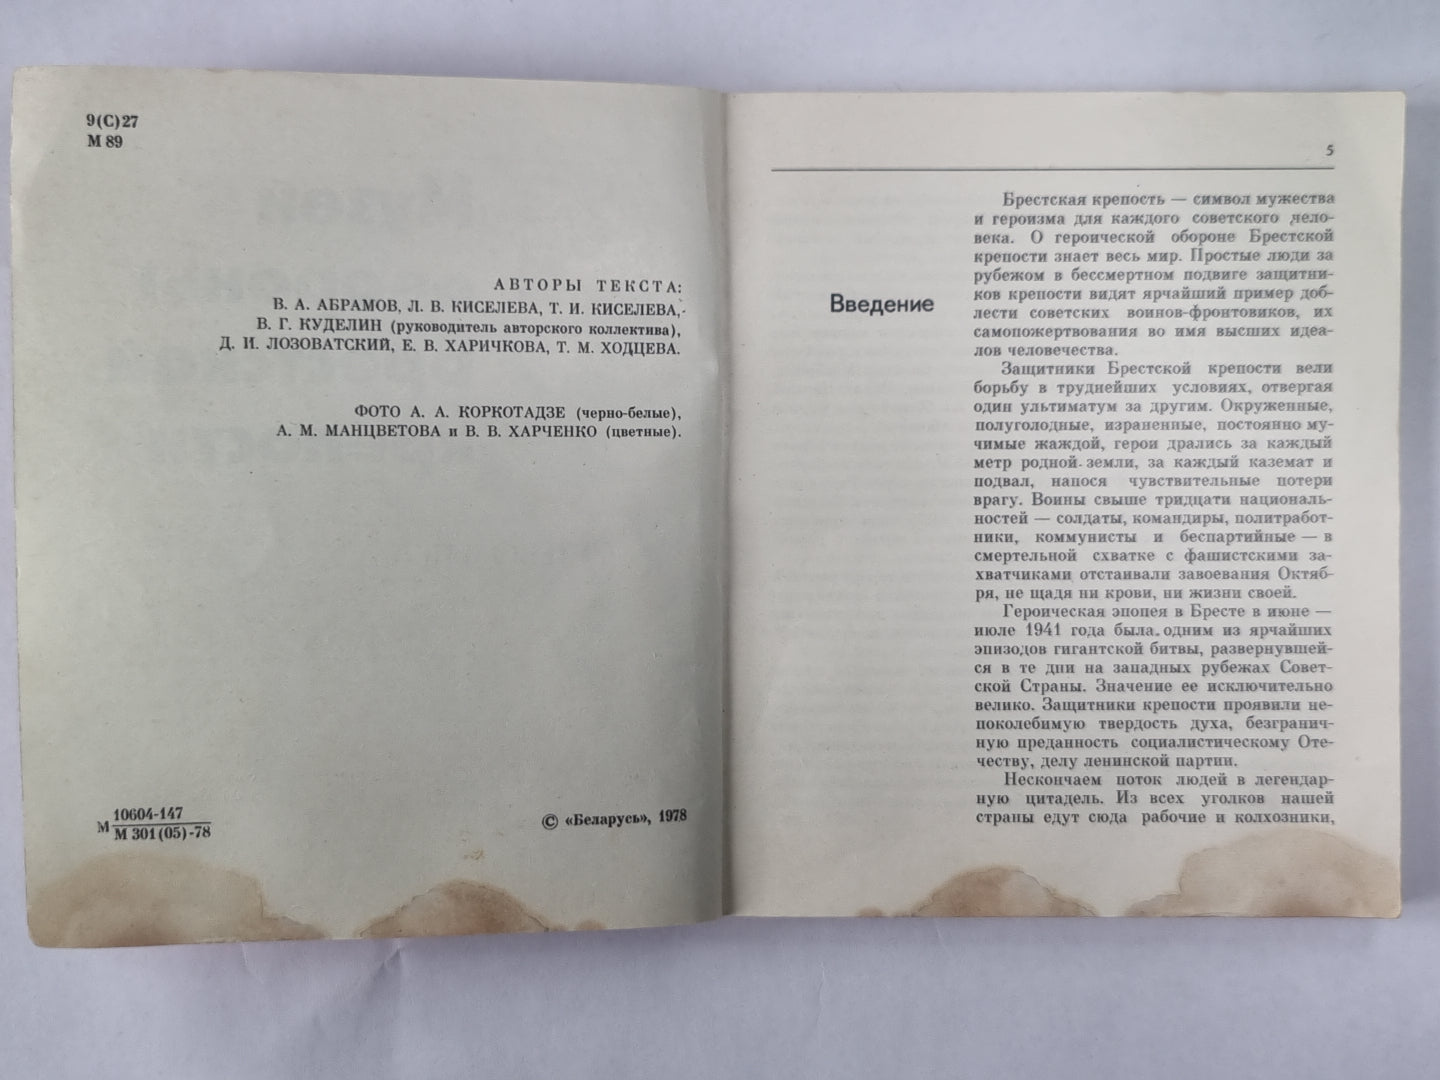 9(С)27
М 89
АВТОРЫ ТЕКСТА:
В. А. АБРАМОВ, Л. В. КИСЕЛЕВА, Т. И. КИСЕЛЕВА,
В. Г. КУДЕЛИН (руководитель авторского коллектива),
Д. И. ЛОЗОВАТСКИЙ, Е. В. ХАРИЧКОВА, Т. М. ХОДЦЕВА.
ФОТО А. А. КОРКОТАДЗЕ (черно-белые),
А. М. МАНЦВЕТОВА и В. В. ХАРЧЕНКО (цветные).
М 10604-147
М 301(05)-78
© «Беларусь», 1978
5
Введение
Брестская крепость — символ мужества
и героизма для каждого советского чело-
века. О героической обороне Брестской
крепости знает весь мир. Простые люди за
рубежом в бессмертном подвиге защитни-
ков крепости видят ярчайший пример доб-
лести советских воинов-фронтовиков, их
самопожертвования во имя высших идеа-
лов человечества.
Защитники Брестской крепости вели
борьбу в труднейших условиях, отвергая
один ультиматум за другим. Окруженные,
полуголодные, израненные, постоянно му-
чимые жаждой, герои дрались за каждый
метр родной земли, за каждый каземат и
подвал, нанося чувствительные потери
врагу. Воины свыше тридцати националь-
ностей — солдаты, командиры, политработ-
ники, коммунисты и беспартийные — в
смертельной схватке с фашистскими за-
хватчиками отстаивали завоевания Октяб-
ря, не щадя ни крови, ни жизни своей.
Героическая эпопея в Бресте в июне —
июле 1941 года была одним из ярчайших
эпизодов гигантской битвы, развернувшей-
ся в те дни на западных рубежах Совет-
ской Страны. Значение ее исключительно
велико. Защитники крепости проявили не-
поколебимую твердость духа, безгранич-
ную преданность социалистическому Оте-
честву, делу ленинской партии.
Нескончаем поток людей в легендар-
ную цитадель. Из всех уголков нашей
страны едут сюда рабочие и колхозники,